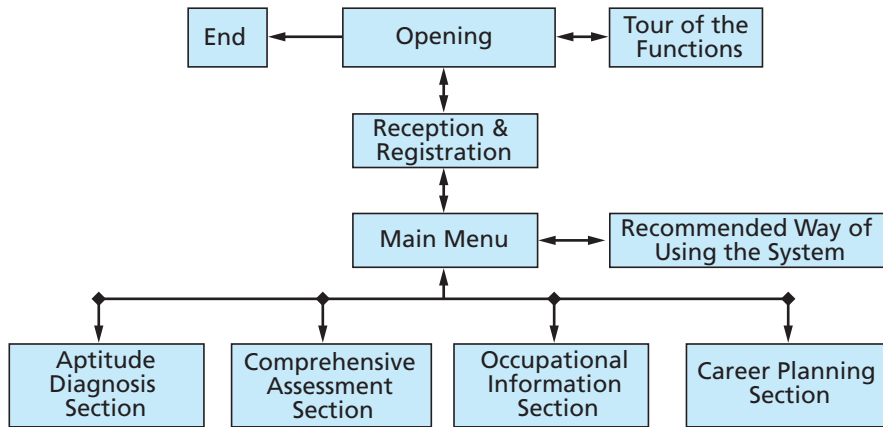 End
Opening
Tour of the
Functions
Reception &
Registration
Main Menu
Recommended Way of
Using the System
Aptitude
Diagnosis
Section
Comprehensive
Assessment
Section
Occupational
Information
Section
Career Planning
Section